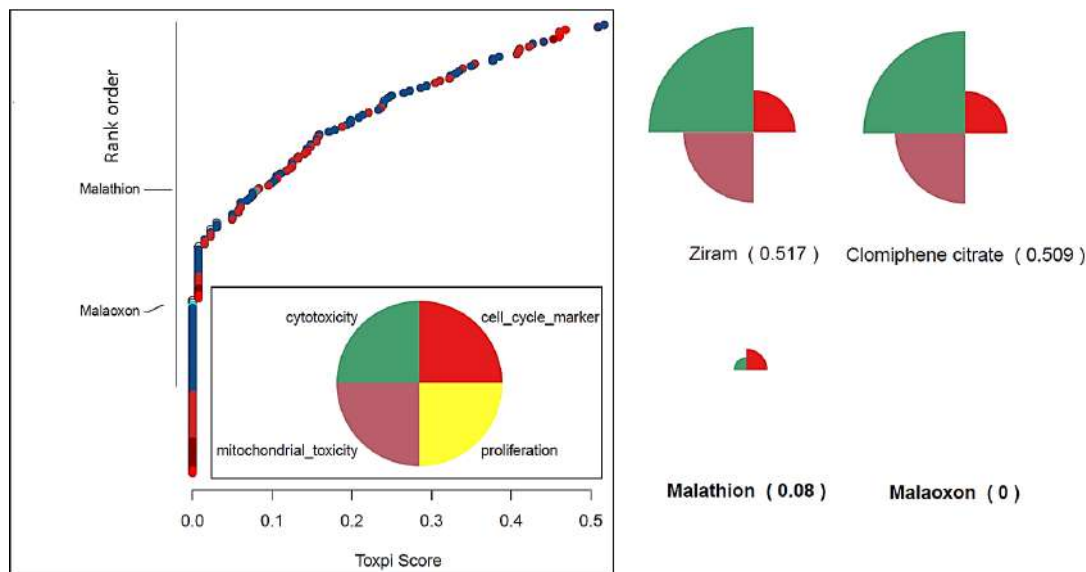 Rank order
Malathion
Malaoxon
cytotoxicity
cell_cycle_marker
mitochondrial_toxicity
proliferation
0.0 0.1 0.2 0.3 0.4 0.5
Toxpi Score
Ziram ( 0.517 )
Clomiphene citrate ( 0.509 )
Malathion ( 0.08 )
Malaoxon ( 0 )